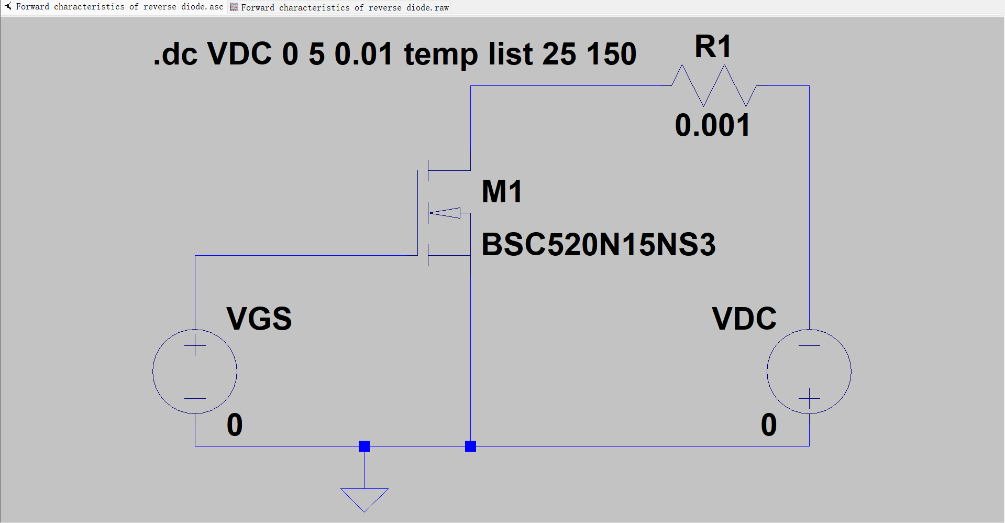 Forward characteristics of reverse diode.asc Forward characteristics of reverse diode.raw
.dc VDC 0 5 0.01 temp list 25 150
R1
0.001
M1
BSC520N15NS3
VGS
0
VDC
0